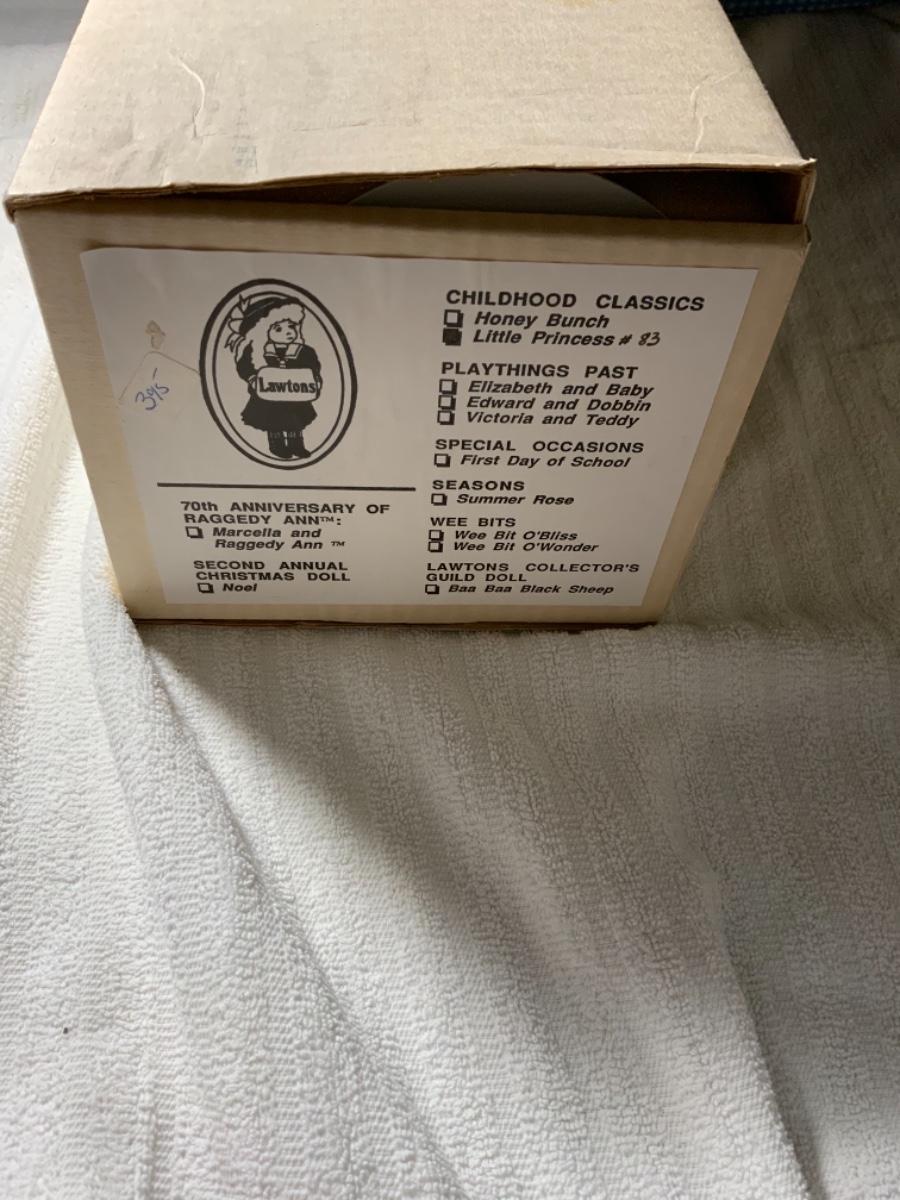 Lawtons
395-
70th ANNIVERSARY OF
RAGGEDY ANN™:
Marcella and
Raggedy Ann ™
SECOND ANNUAL
CHRISTMAS DOLL
Noel
CHILDHOOD CLASSICS
Honey Bunch
Little Princess # 83
PLAYTHINGS PAST
Elizabeth and Baby
Edward and Dobbin
Victoria and Teddy
SPECIAL OCCASIONS
First Day of School
SEASONS
Summer Rose
WEE BITS
Wee Bit O'Bliss
Wee Bit O'Wonder
LAWTONS COLLECTOR'S
GUILD DOLL
Baa Baa Black Sheep